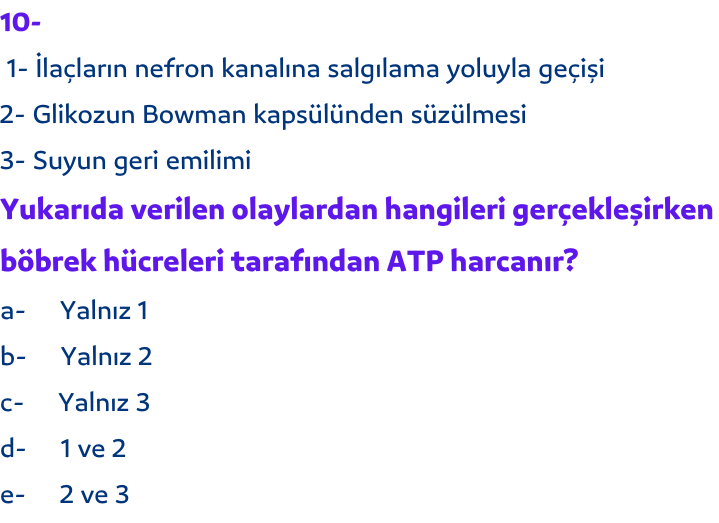 10-
1- İlaçların nefron kanalına salgılama yoluyla geçişi
2- Glikozun Bowman kapsülünden süzülmesi
3- Suyun geri emilimi
Yukarıda verilen olaylardan hangileri gerçekleşirken
böbrek hücreleri tarafından ATP harcanır?
a- Yalnız 1
b- Yalnız 2
c- Yalnız 3
d- 1 ve 2
e- 2 ve 3